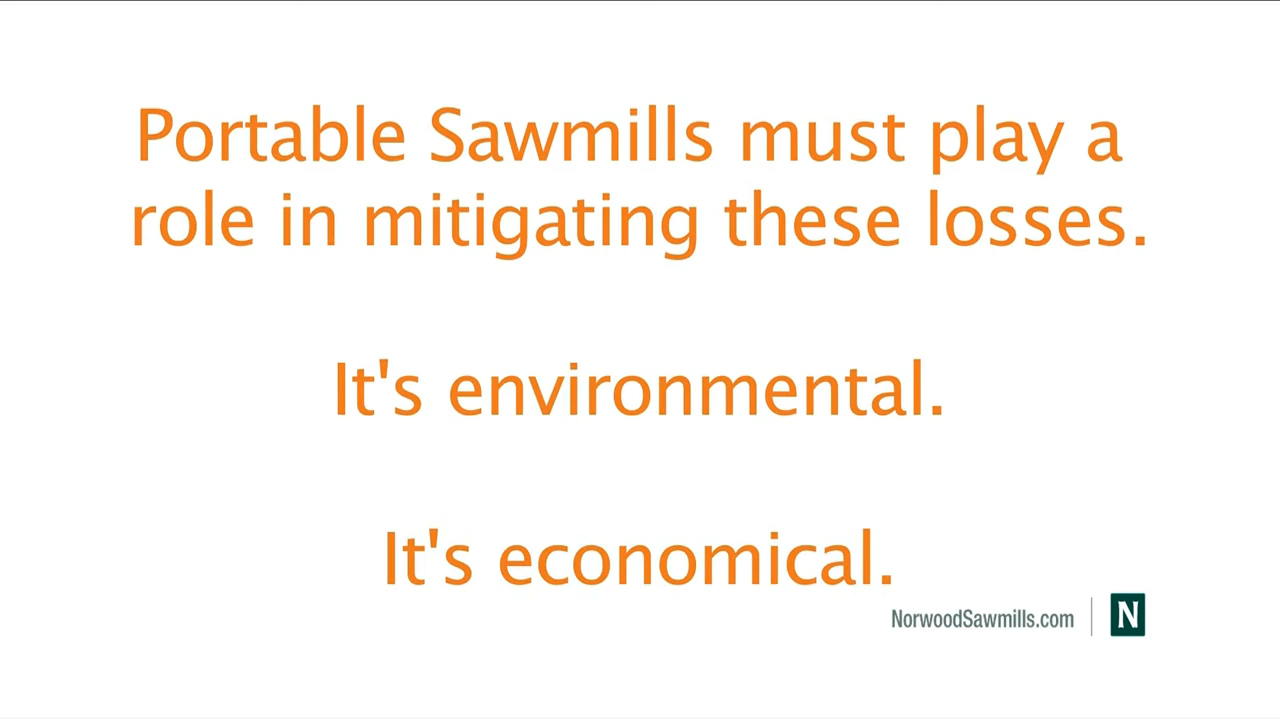 Portable Sawmills must play a
role in mitigating these losses.
It's environmental.
It's economical.
NorwoodSawmills.com
N